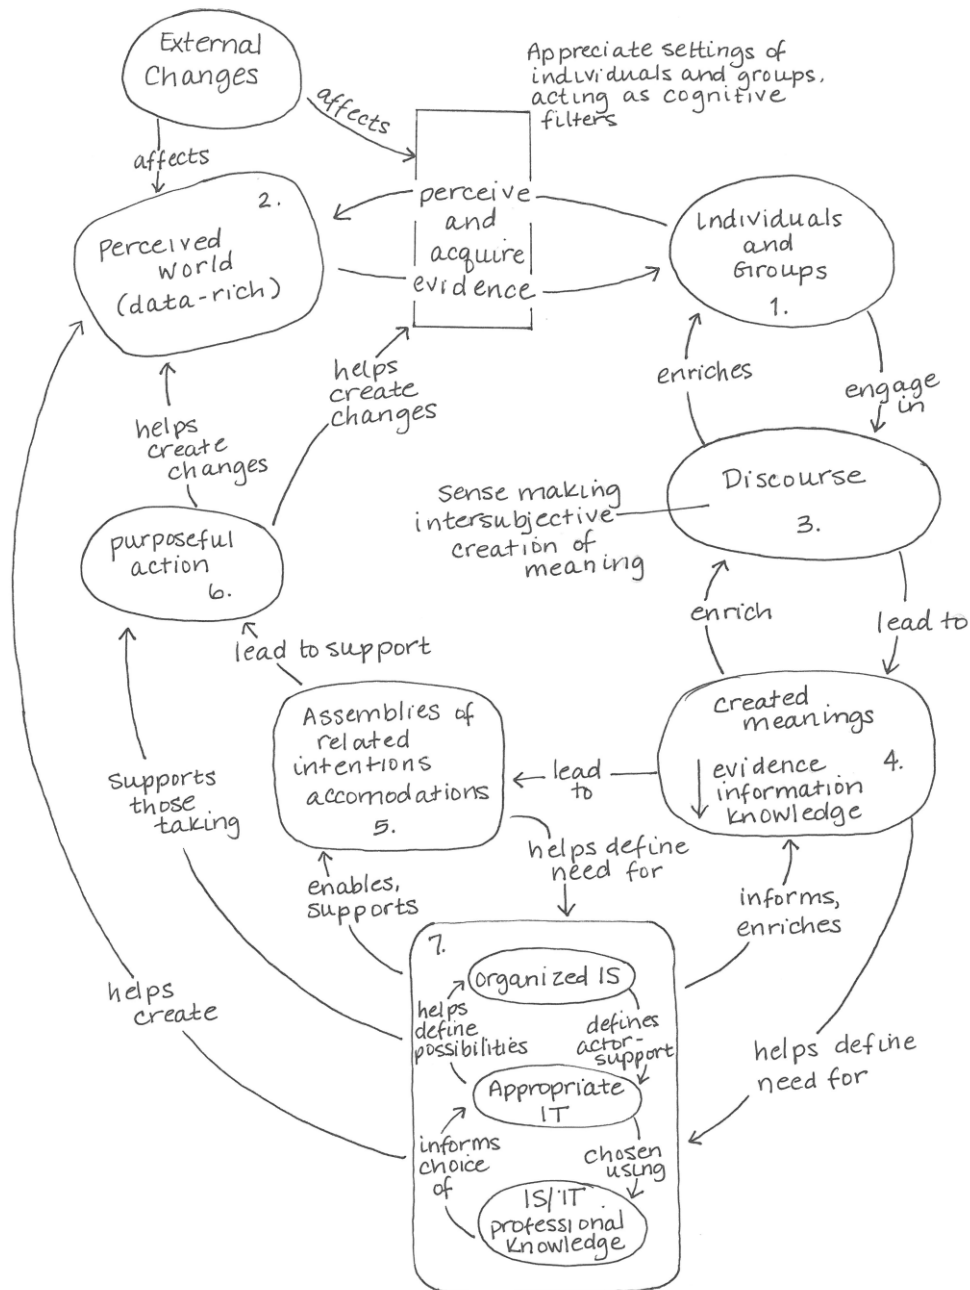 External
Changes
affects
affects
Appreciate settings of
individuals and groups,
acting as cognitive
filters
2.
perceived
world
(data-rich)
perceive
and
acquire
evidence
Individuals
and
Groups
1.
helps
create
changes
helps
create
changes
enriches
engage
in
Discourse
3.
Sense making
intersubjective
creation of
meaning
purposeful
action
6.
enrich
lead to
lead to support
Assemblies of
related
intentions
accomodations
5.
created
meanings
4.
evidence
information
knowledge
lead
to
supports
those
taking
helps define
need for
enables,
supports
informs,
enriches
7.
organized IS
helps
define
possibilities
defines
actor-
support
Appropriate
IT
informs
choice
of
chosen
using
IS/IT
professional
knowledge
helps
create
helps define
need for